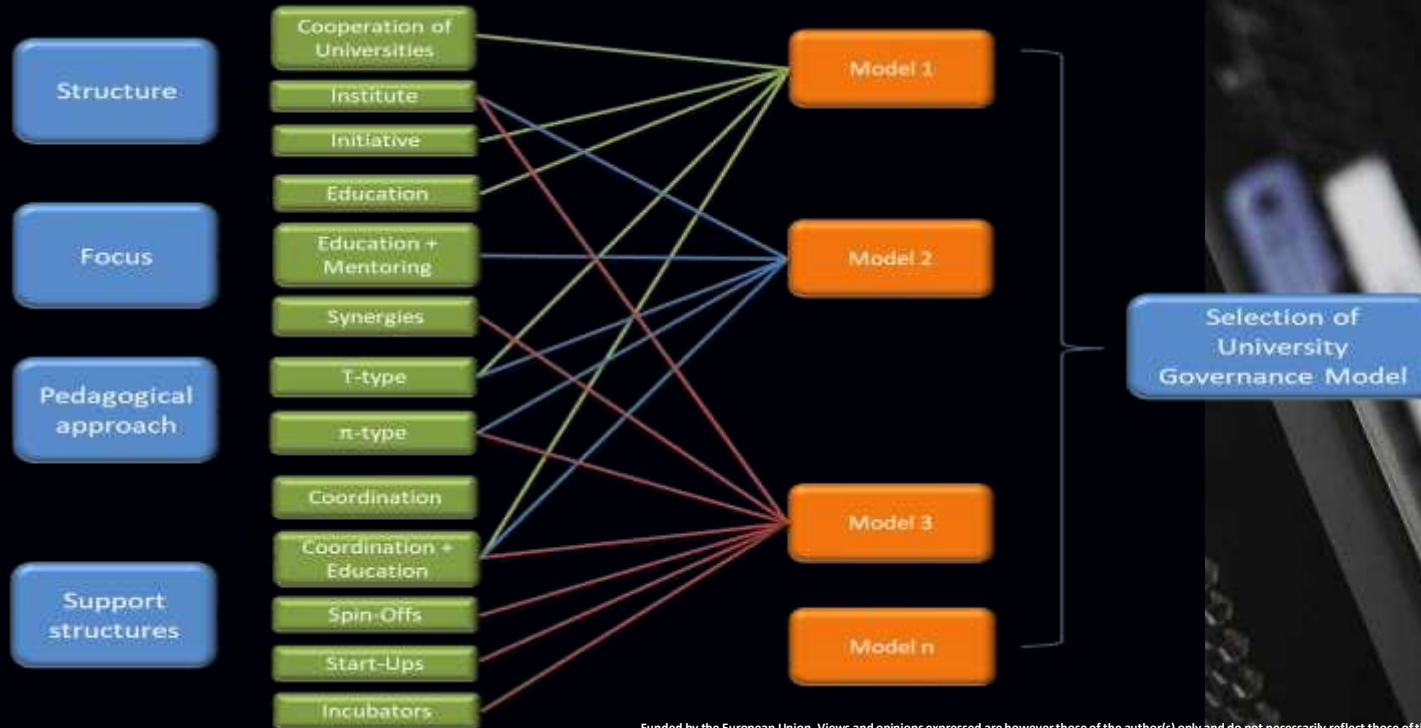 Structure
Focus
Pedagogical
approach
Support
structures
Cooperation of
Universities
Institute
Initiative
Education
Education +
Mentoring
Synergies
T-type
π-type
Coordination
Coordination +
Education
Spin-Offs
Start-Ups
Incubators
Model 1
Model 2
Model 3
Model n
Selection of
University
Governance Model
Funded by the European Union. Views and opinions expressed are however those of the author(s) only and do not necessarily reflect those of